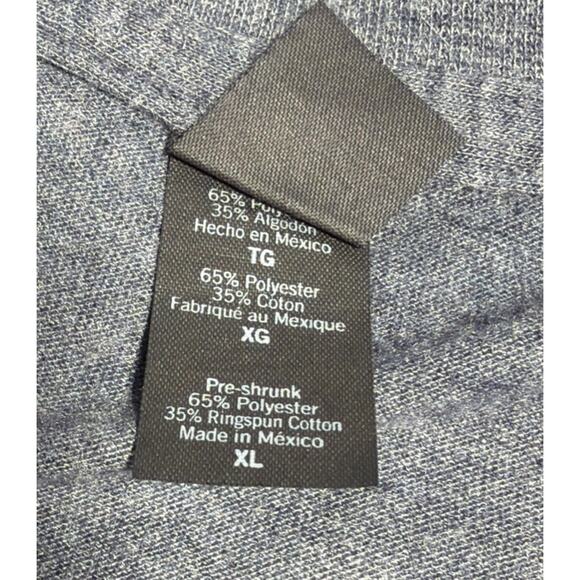 65%
35% Algodón
Hecho en México
TG
65% Polyester
35% Coton
Fabriqué au Mexique
XG
Pre-shrunk
65% Polyester
35% Ringspun Cotton
Made in México
XL